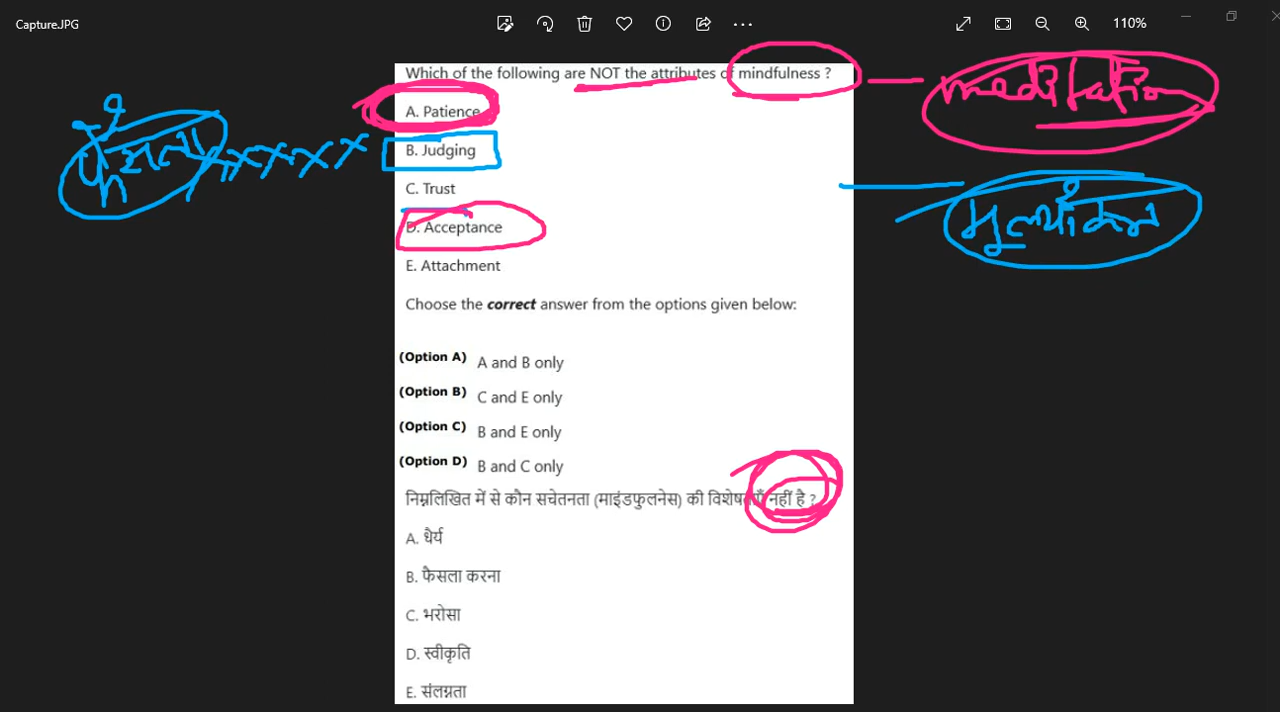 Capture.JPG
110%
Which of the following are NOT the attributes of mindfulness ?
meditation
A. Patience
फैसला xxxxx
B. Judging
C. Trust
मूल्यांकन
D. Acceptance
E. Attachment
Choose the correct answer from the options given below:
(Option A) A and B only
(Option B) C and E only
(Option C) B and E only
(Option D) B and C only
निम्नलिखित में से कौन सचेतनता (माइंडफुलनेस) की विशेषताएँ नहीं है ?
A. धैर्य
B. फैसला करना
C. भरोसा
D. स्वीकृति
E. संलग्नता